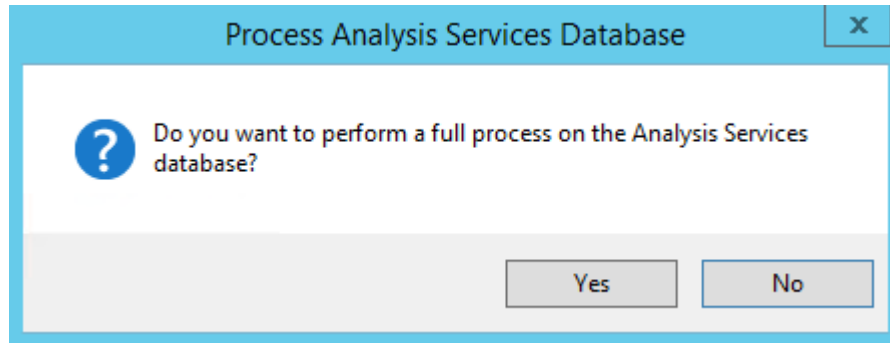 Process Analysis Services Database
x
?
Do you want to perform a full process on the Analysis Services
database?
Yes
No